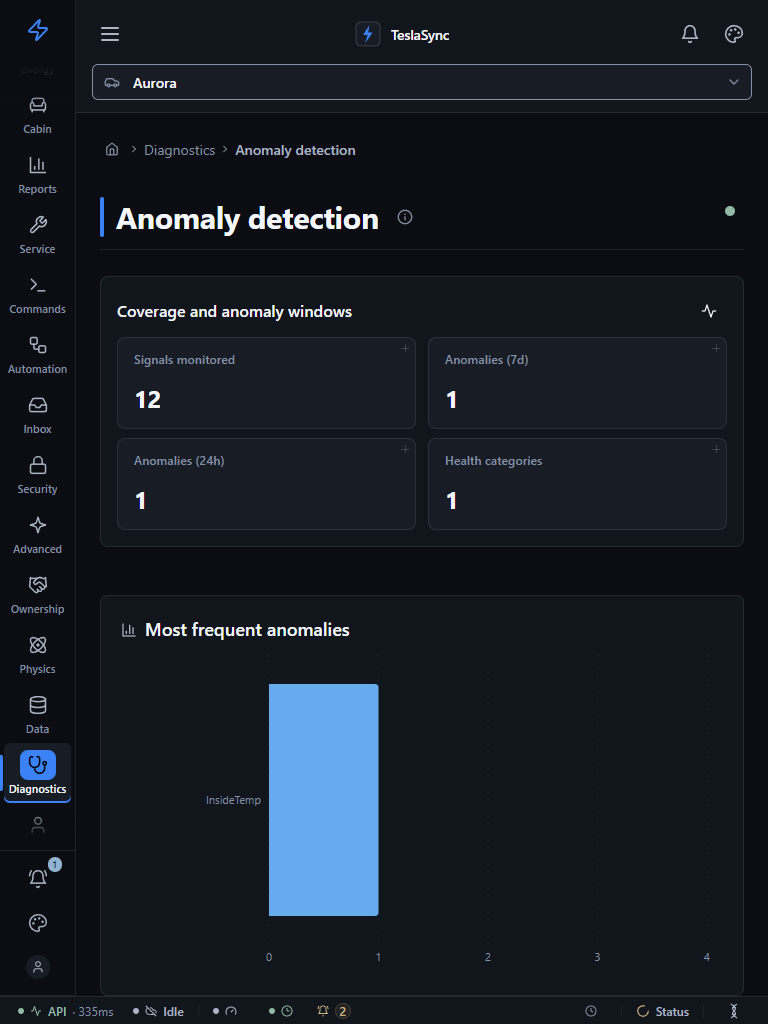 TeslaSync
Aurora
Energy
Cabin
Reports
Service
Commands
Automation
Inbox
Security
Advanced
Ownership
Physics
Data
Diagnostics
1
Diagnostics
Anomaly detection
Anomaly detection
Coverage and anomaly windows
Signals monitored
12
Anomalies (7d)
1
Anomalies (24h)
1
Health categories
1
Most frequent anomalies
InsideTemp
0 1 2 3 4
API · 335ms
Idle
2
Status